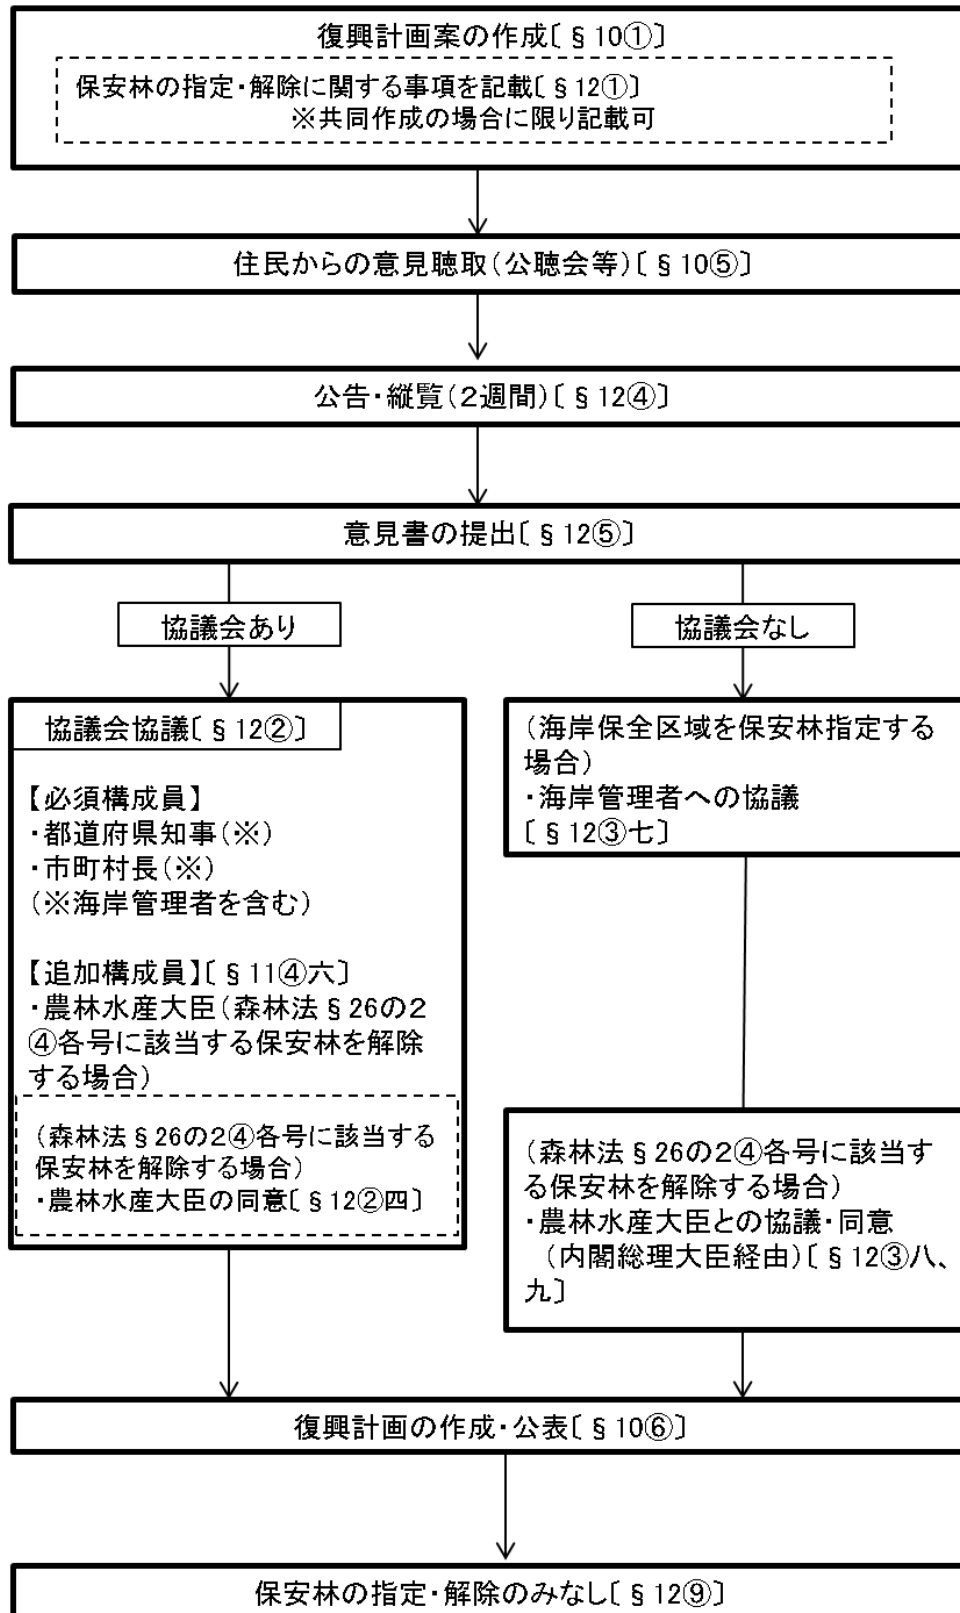 復興計画案の作成〔§10①〕
保安林の指定・解除に関する事項を記載〔§12①〕
※共同作成の場合に限り記載可
住民からの意見聴取(公聴会等)〔§10⑤〕
公告・縦覧(2週間)〔§12④〕
意見書の提出〔§12⑤〕
協議会あり
協議会協議〔§12②〕
【必須構成員】
・都道府県知事(※)
・市町村長(※)
(※海岸管理者を含む)
【追加構成員】〔§11④六〕
・農林水産大臣(森林法§26の2
④各号に該当する保安林を解除
する場合)
(森林法§26の2④各号に該当する
保安林を解除する場合)
・農林水産大臣の同意〔§12②四〕
協議会なし
(海岸保全区域を保安林指定する
場合)
・海岸管理者への協議
〔§12③七〕
(森林法§26の2④各号に該当す
る保安林を解除する場合)
・農林水産大臣との協議・同意
(内閣総理大臣経由)〔§12③八、
九〕
復興計画の作成・公表〔§10⑥〕
保安林の指定・解除のみなし〔§12⑨〕